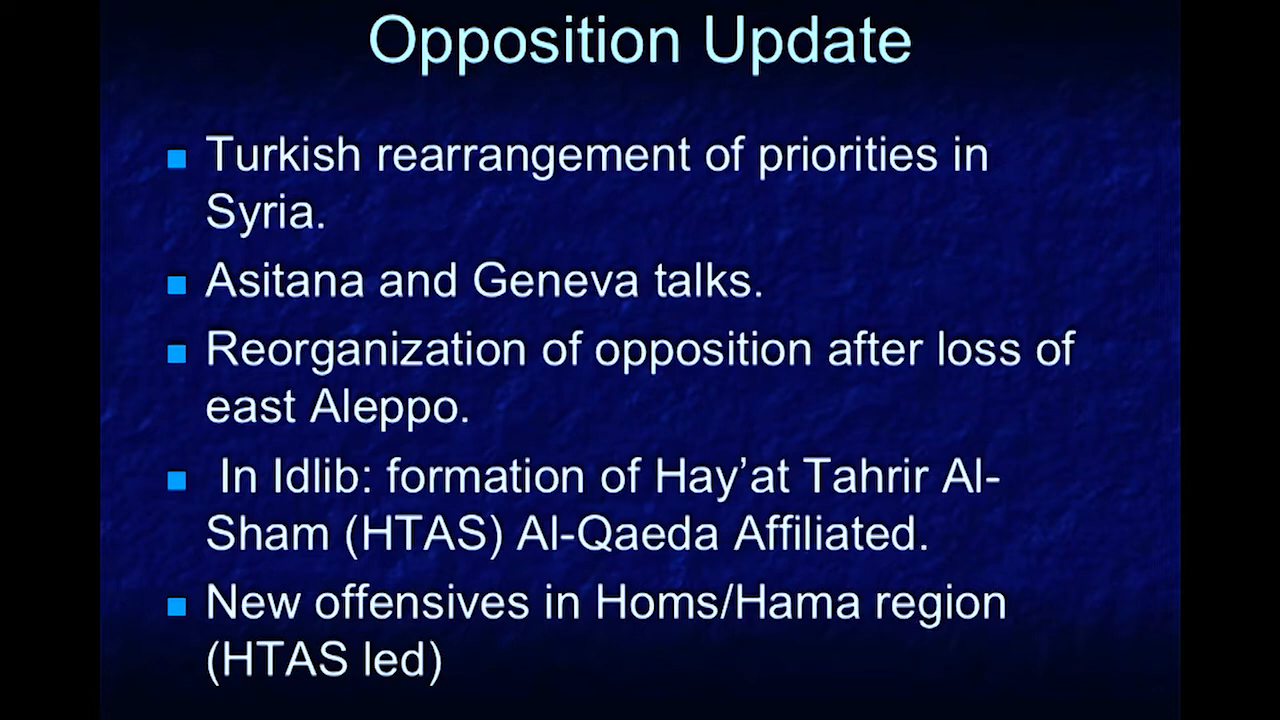 Opposition Update
Turkish rearrangement of priorities in
Syria.
Asitana and Geneva talks.
Reorganization of opposition after loss of
east Aleppo.
In Idlib: formation of Hay’at Tahrir Al-
Sham (HTAS) Al-Qaeda Affiliated.
New offensives in Homs/Hama region
(HTAS led)